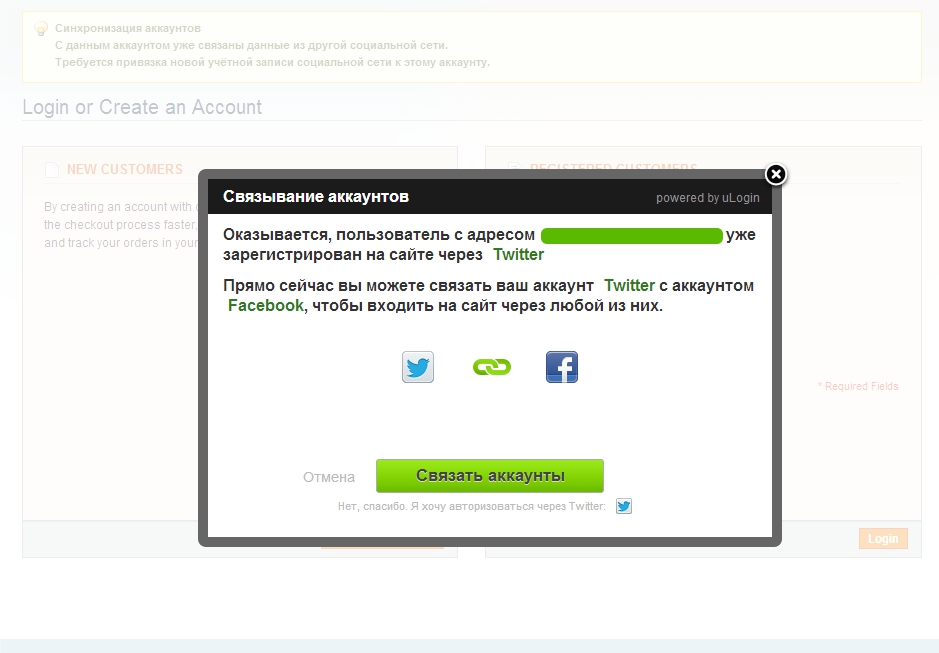 Синхронизация аккаунтов
С данным аккаунтом уже связаны данные из другой социальной сети.
Требуется привязка новой учётной записи социальной сети к этому аккаунту.
Login or Create an Account
NEW CUSTOMERS
REGISTERED CUSTOMERS
By creating an account with
the checkout process faster,
and track your orders in your
Связывание аккаунтов
powered by uLogin
Оказывается, пользователь с адресом уже
зарегистрирован на сайте через Twitter
Прямо сейчас вы можете связать ваш аккаунт Twitter с аккаунтом
Facebook, чтобы входить на сайт через любой из них.
* Required Fields
Отмена
Связать аккаунты
Нет, спасибо. Я хочу авторизоваться через Twitter:
Login